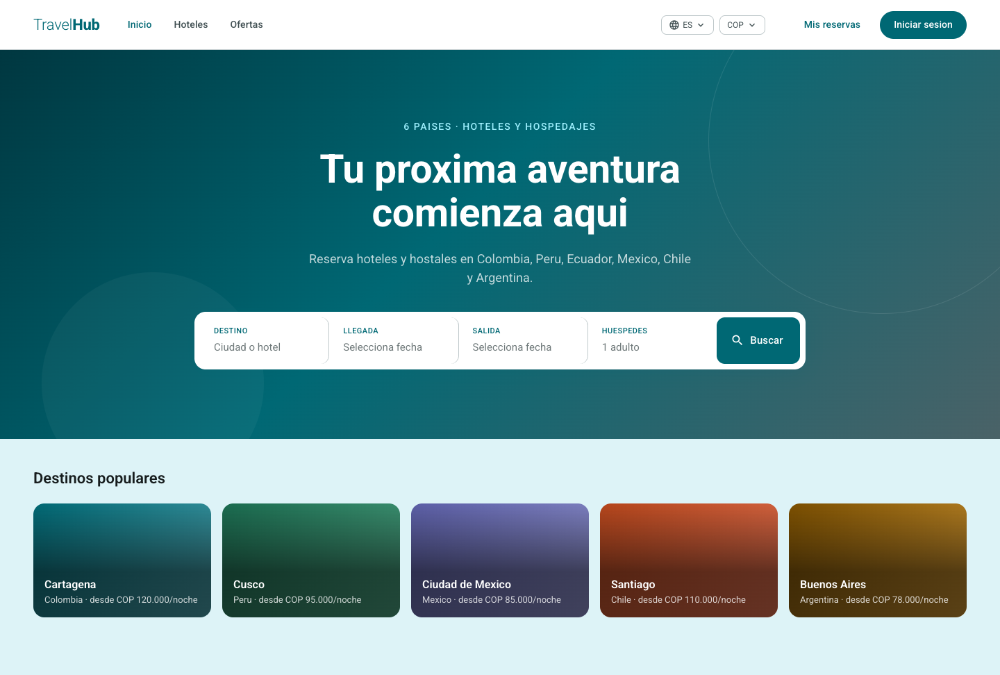 TravelHub
Inicio
Hoteles
Ofertas
ES
COP
Mis reservas
Iniciar sesion
6 PAISES · HOTELES Y HOSPEDAJES
Tu proxima aventura
comienza aqui
Reserva hoteles y hostales en Colombia, Peru, Ecuador, Mexico, Chile
y Argentina.
DESTINO
Ciudad o hotel
LLEGADA
Selecciona fecha
SALIDA
Selecciona fecha
HUESPEDES
1 adulto
Buscar
Destinos populares
Cartagena
Colombia · desde COP 120.000/noche
Cusco
Peru · desde COP 95.000/noche
Ciudad de Mexico
Mexico · desde COP 85.000/noche
Santiago
Chile · desde COP 110.000/noche
Buenos Aires
Argentina · desde COP 78.000/noche